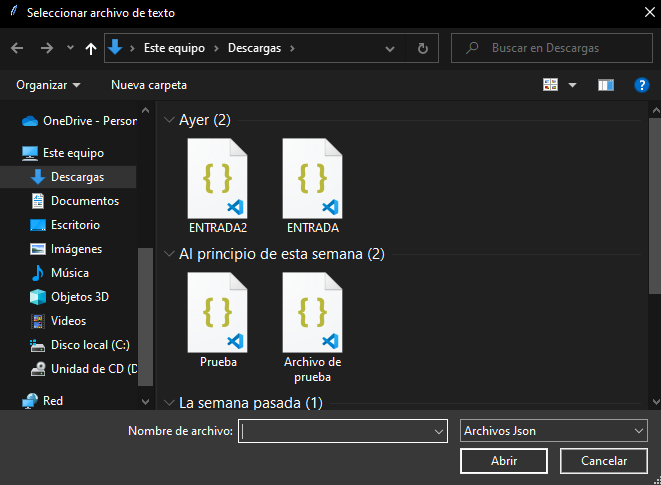 Seleccionar archivo de texto
Este equipo
Descargas
Buscar en Descargas
Organizar
Nueva carpeta
OneDrive - Person
Este equipo
Descargas
Documentos
Escritorio
Imágenes
Música
Objetos 3D
Videos
Disco local (C:)
Unidad de CD (D
Red
Ayer (2)
ENTRADA2
ENTRADA
Al principio de esta semana (2)
Prueba
Archivo de
prueba
La semana pasada (1)
Nombre de archivo:
Archivos Json
Abrir
Cancelar